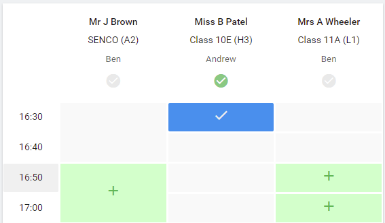 Mr J Brown Miss B Patel Mrs A Wheeler
SENCO (A2) Class 10E (H3) Class 11A (L1)
Ben Andrew Ben
16:30
16:40
16:50
17:00